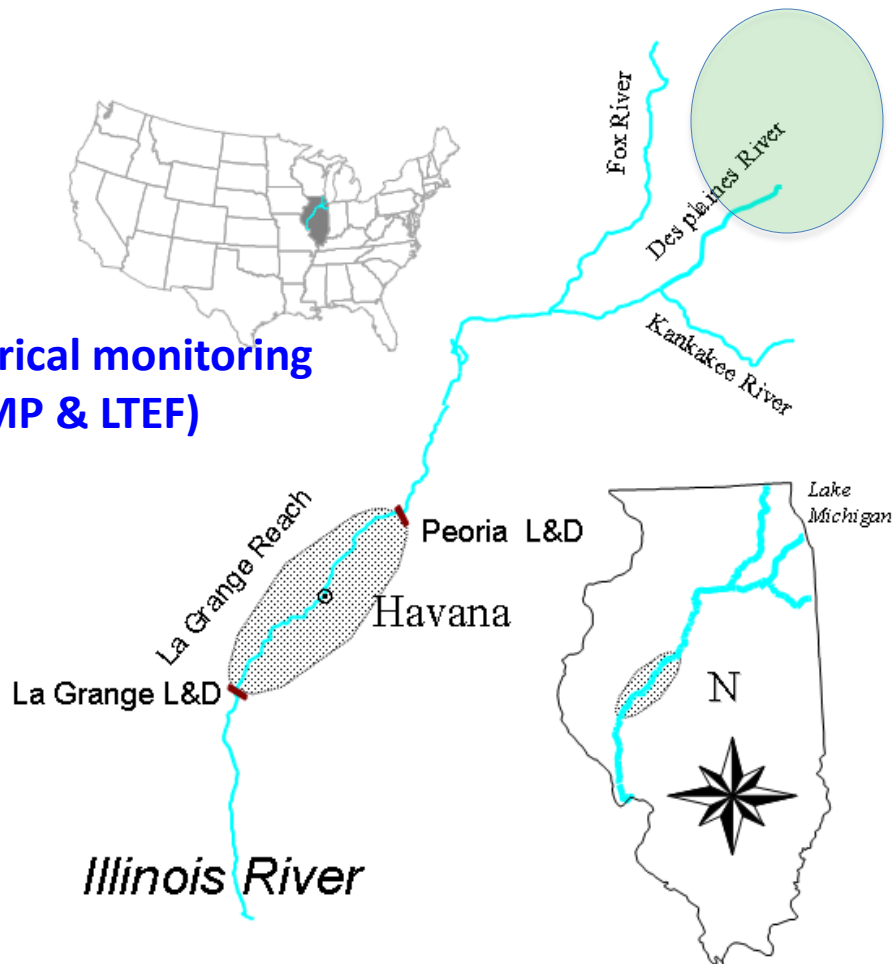 Fox River
Des plaines River
Kankakee River
rical monitoring
MP & LTEF)
La Grange Reach
Peoria L&D
Havana
La Grange L&D
Illinois River
Lake
Michigan
N